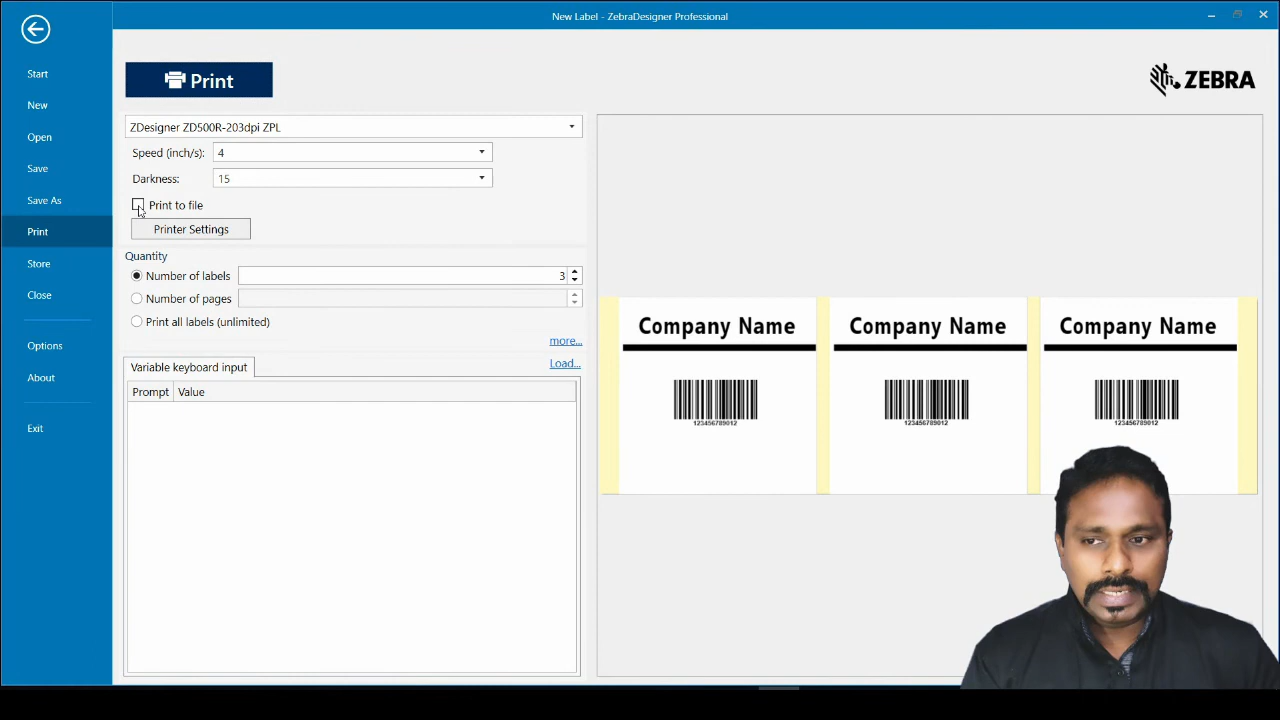 New Label - ZebraDesigner Professional
Start
New
Open
Save
Save As
Print
Store
Close
Options
About
Exit
Print
ZEBRA
ZDesigner ZD500R-203dpi ZPL
Speed (inch/s): 4
Darkness: 15
Print to file
Printer Settings
Quantity
Number of labels 3
Number of pages
Print all labels (unlimited)
more...
Variable keyboard input
Load...
Prompt Value
Company Name Company Name Company Name
123456789012 123456789012 123456789012